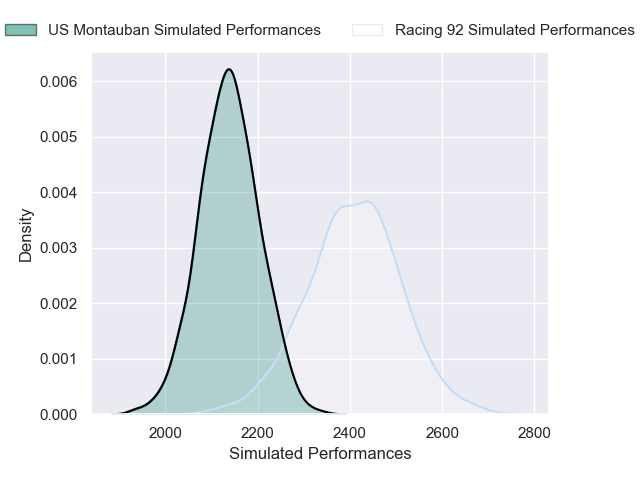 US Montauban Simulated Performances
Racing 92 Simulated Performances
0.006
0.005
0.004
0.003
0.002
0.001
0.000
Density
2000 2200 2400 2600 2800
Simulated Performances